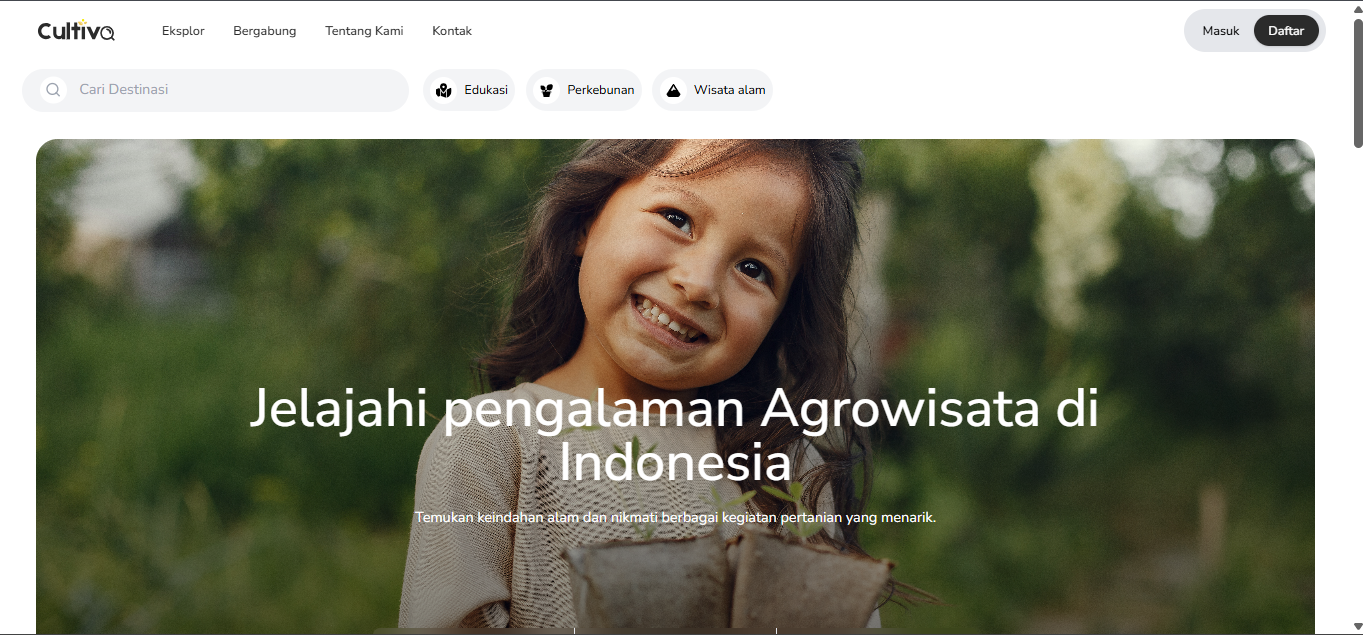 Cultiva
Eksplor
Bergabung
Tentang Kami
Kontak
Masuk
Daftar
Cari Destinasi
Edukasi
Perkebunan
Wisata alam
Jelajahi pengalaman Agrowisata di
Indonesia
Temukan keindahan alam dan nikmati berbagai kegiatan pertanian yang menarik.